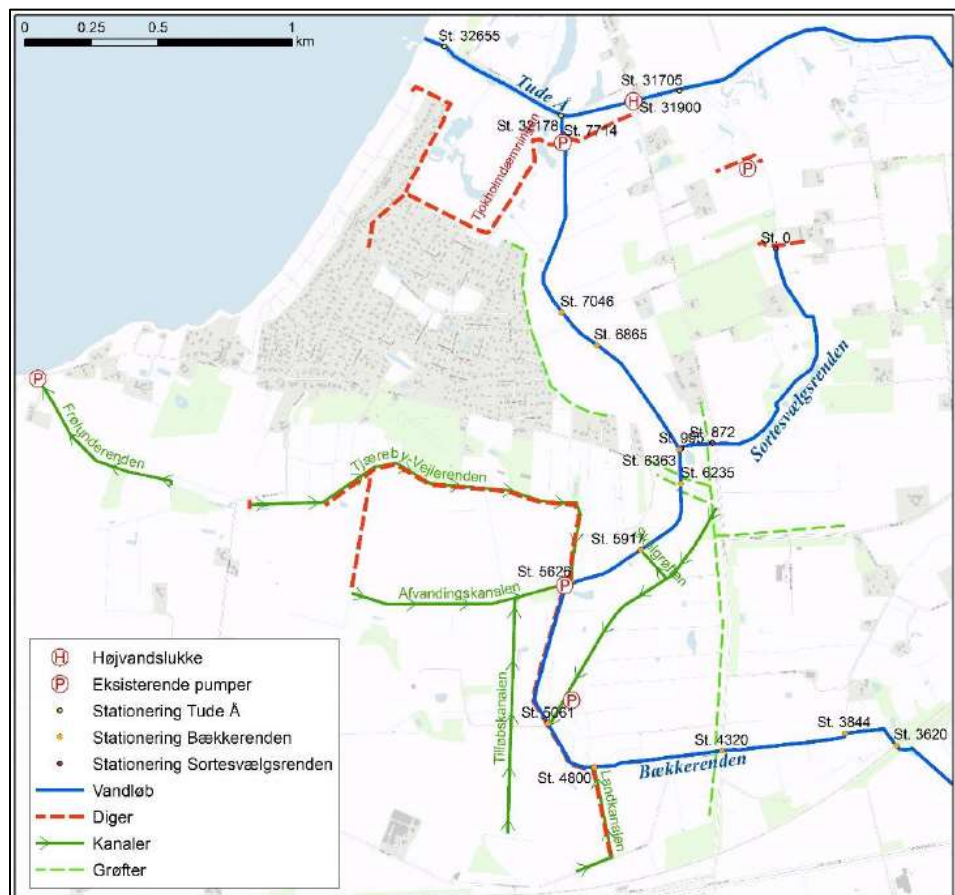 0 0.25 0.5 1
km
St. 32655
Tude Å
St. 31705
St. 31900
St. 32178
St. 7714
H
P
Tjokholmdæmningen
P
St. 0
St. 7046
St. 6865
Sortesvælgsrenden
P
Frølunderenden
St. 995
St. 872
St. 6363
St. 6235
Tjæreby-Vejlerenden
St. 5917
Skelgrøften
St. 5626
P
Afvandingskanalen
Tilløbskanalen
P
St. 5061
St. 3844
St. 3620
St. 4320
Bækkerenden
St. 4800
Landkanalen
H Højvandslukke
P Eksisterende pumper
Stationering Tude Å
Stationering Bækkerenden
Stationering Sortesvælgsrenden
Vandløb
Diger
Kanaler
Grøfter